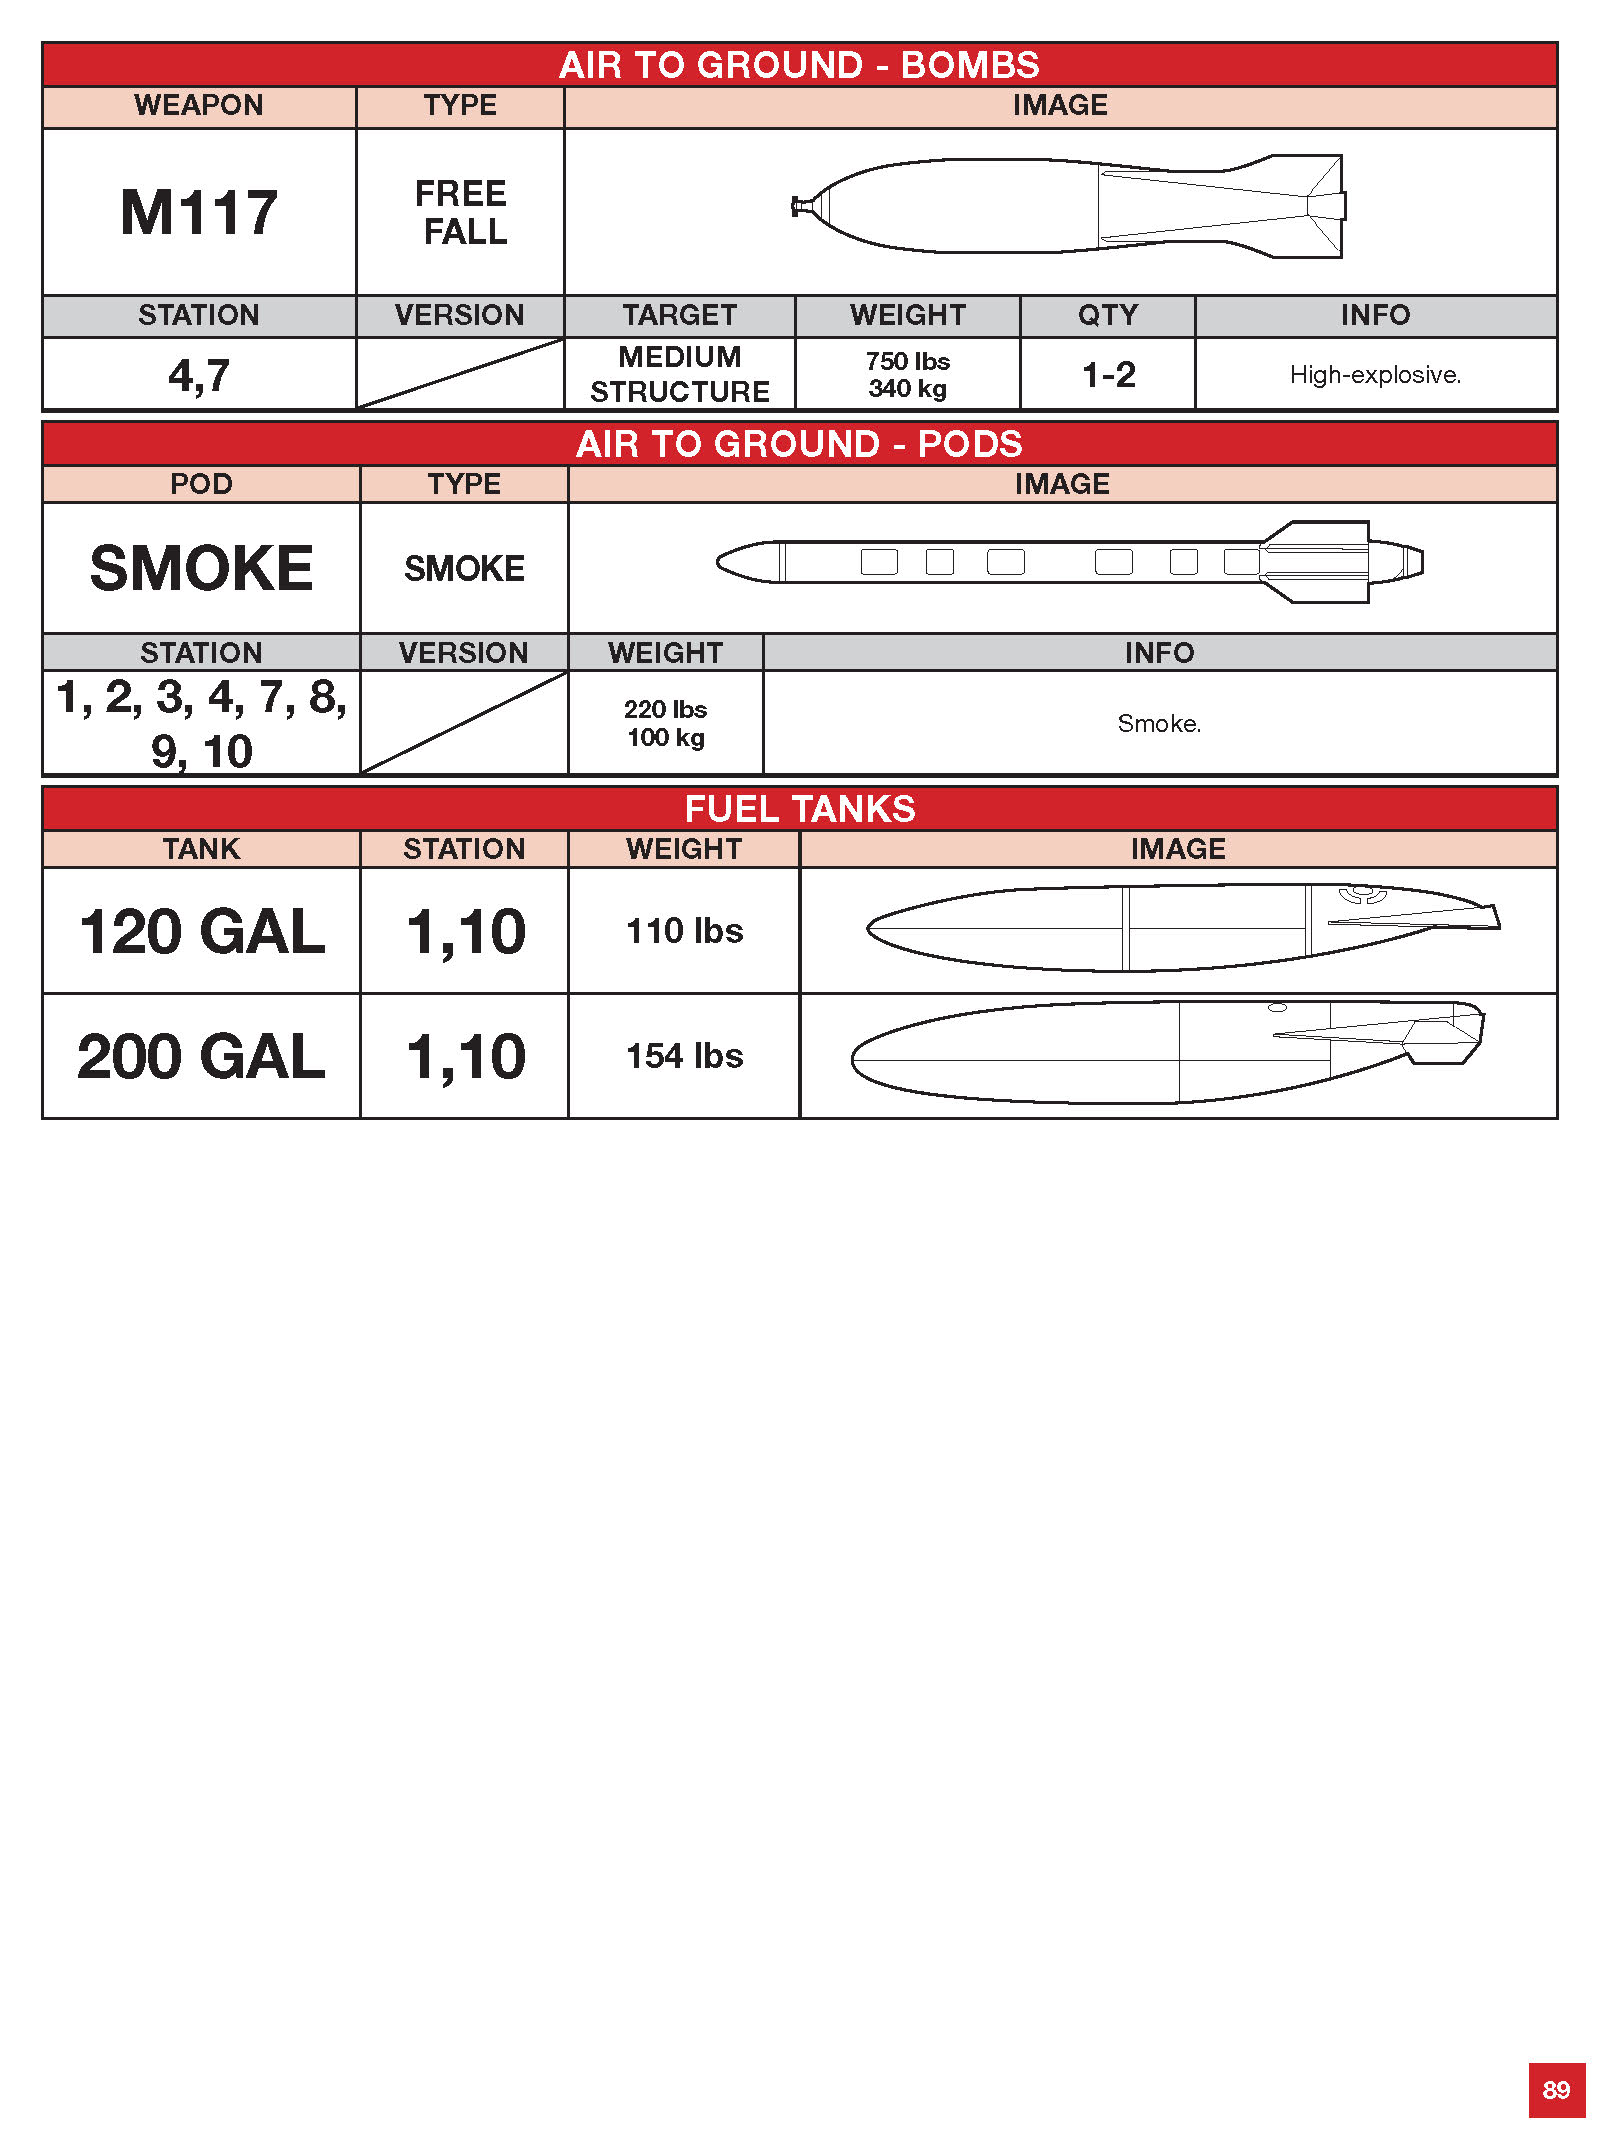 AIR TO GROUND - BOMBS
WEAPON TYPE IMAGE
M117 FREE FALL
STATION VERSION TARGET WEIGHT QTY INFO
4,7 MEDIUM STRUCTURE 750 lbs 340 kg 1-2 High-explosive.
AIR TO GROUND - PODS
POD TYPE IMAGE
SMOKE SMOKE
STATION VERSION WEIGHT INFO
1, 2, 3, 4, 7, 8, 9, 10 220 lbs 100 kg Smoke.
FUEL TANKS
TANK STATION WEIGHT IMAGE
120 GAL 1,10 110 lbs
200 GAL 1,10 154 lbs
89